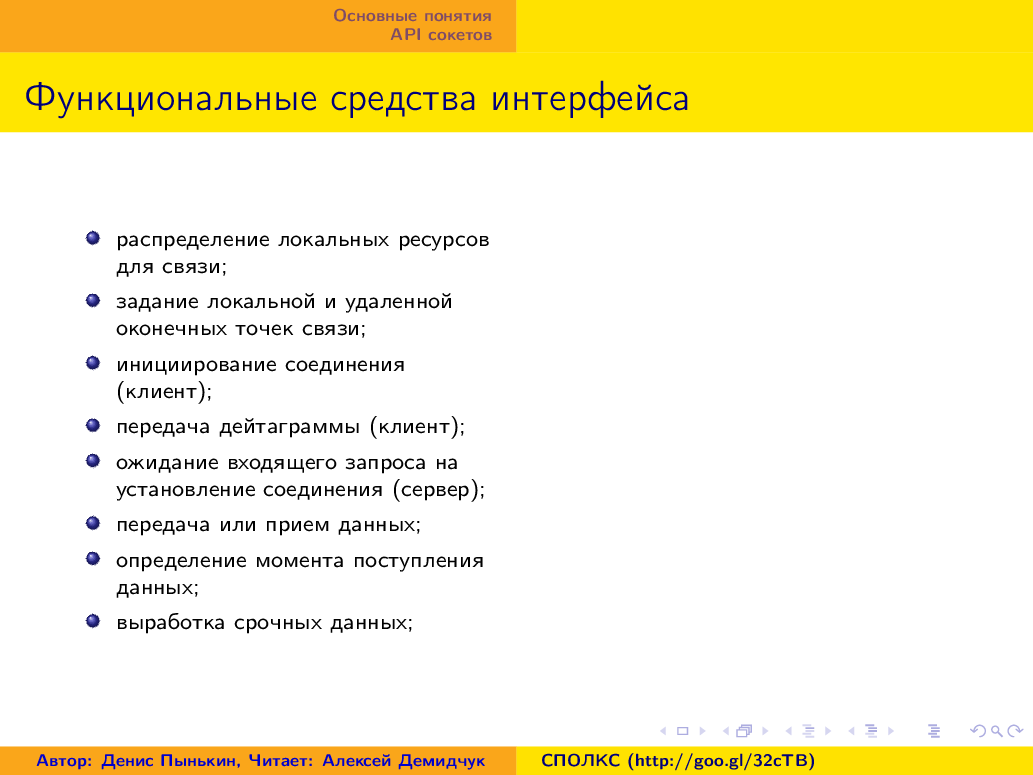 Основные понятия
API сокетов
Функциональные средства интерфейса
распределение локальных ресурсов
для связи;
задание локальной и удаленной
оконечных точек связи;
инициирование соединения
(клиент);
передача дейтаграммы (клиент);
ожидание входящего запроса на
установление соединения (сервер);
передача или прием данных;
определение момента поступления
данных;
выработка срочных данных;
Автор: Денис Пынькин, Читает: Алексей Демидчук
СПОЛКС (http://goo.gl/32cTB)